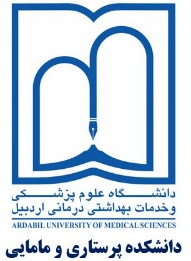 دانشگاه علوم پزشکی
وخدمات بهداشتی درمانی اردبیل
ARDABIL UNIVERSITY OF MEDICAL SCIENCES
دانشکده پرستاری و مامایی